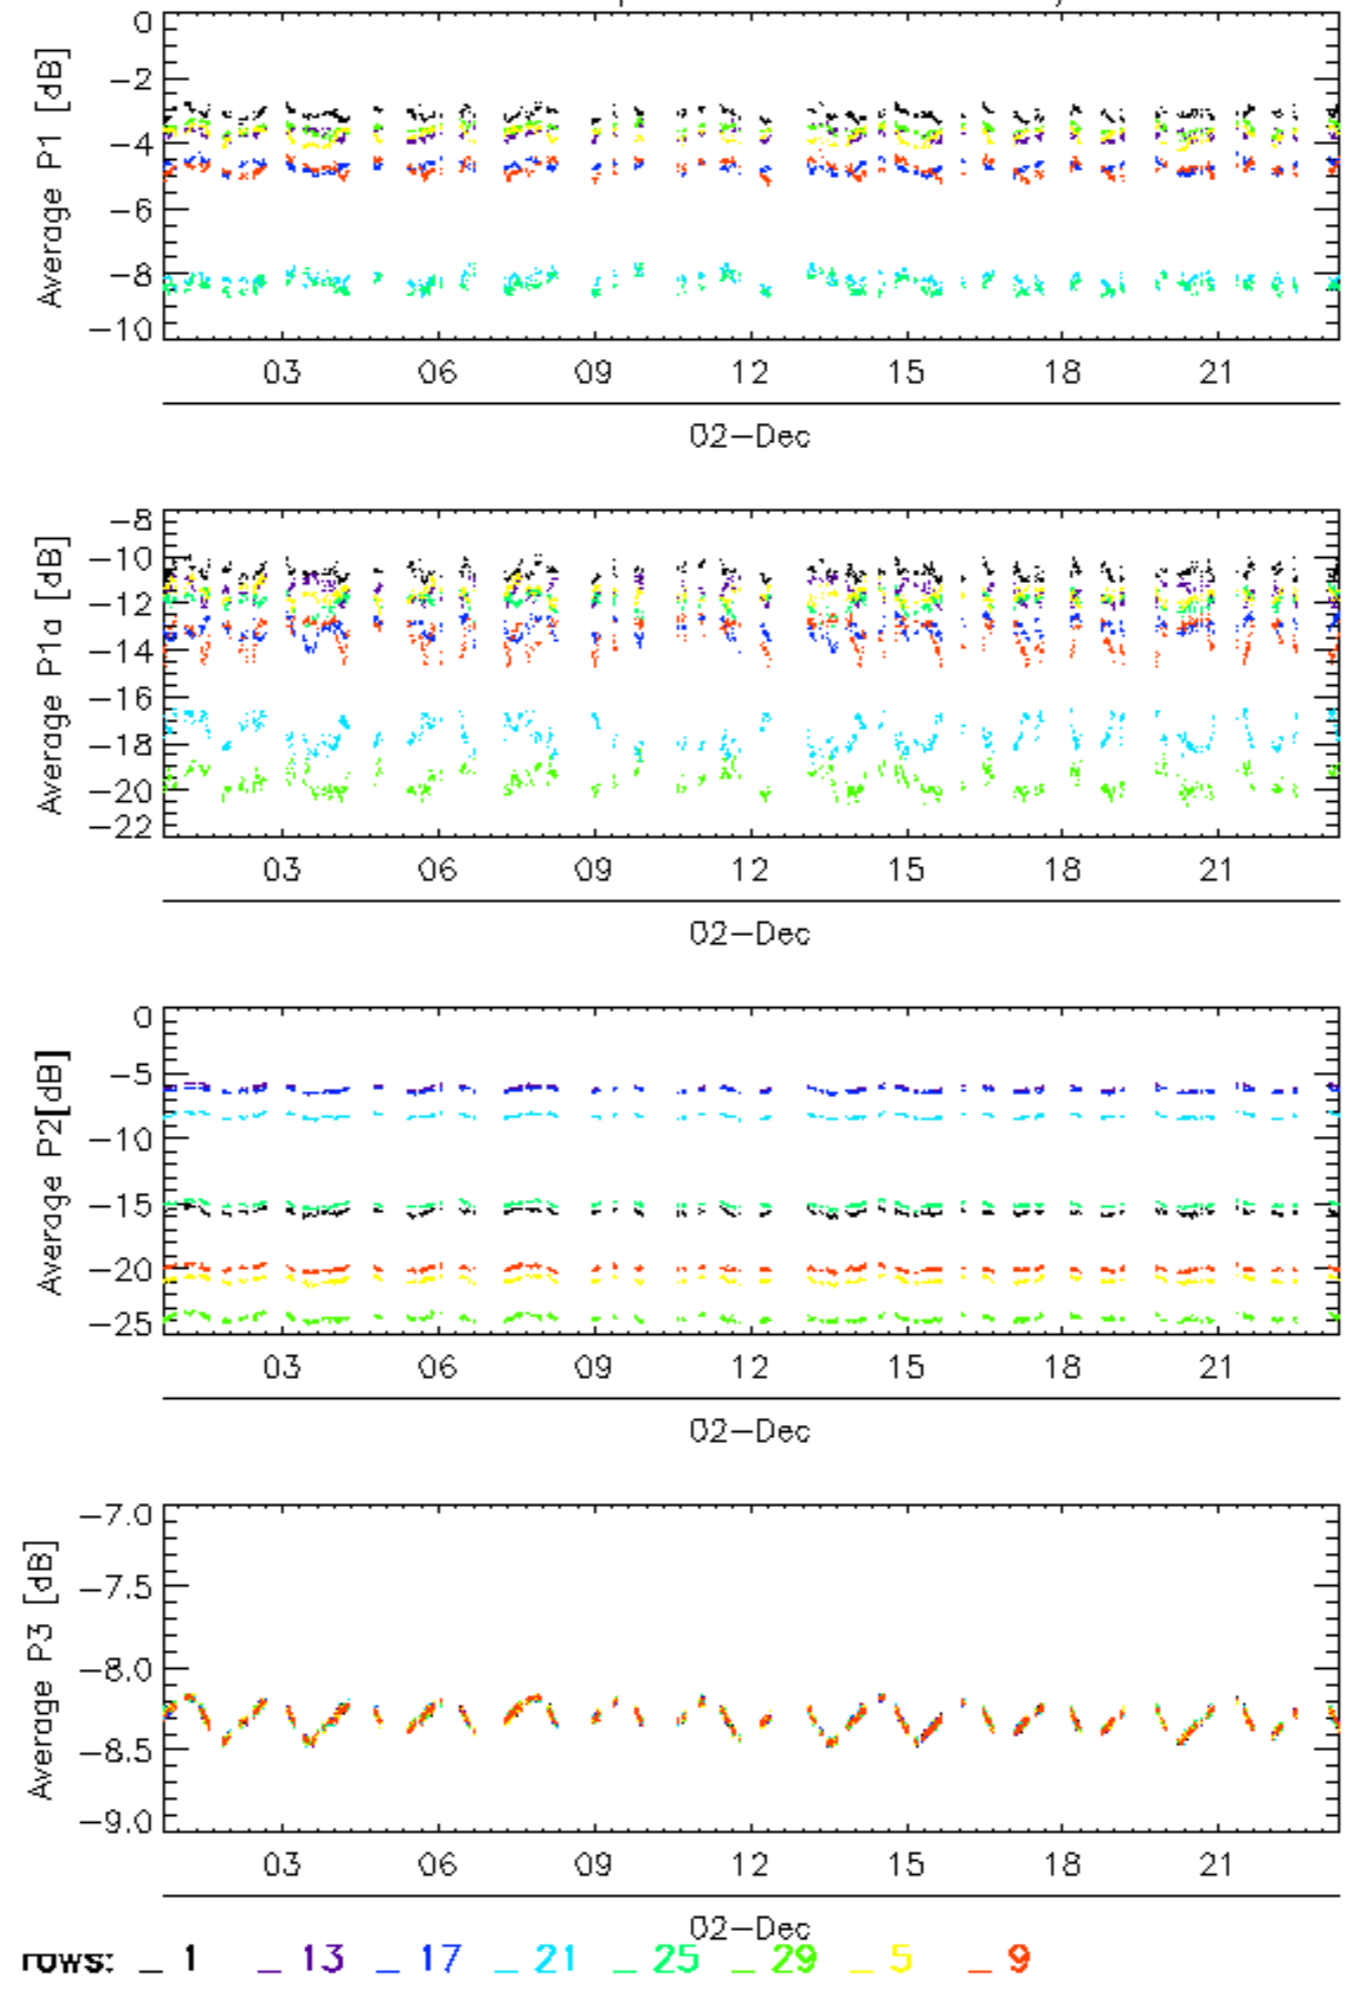 0
−2
−4
−6
−8
−10
Average P1 [dB]
03 06 09 12 15 18 21
02−Dec
−8
−10
−12
−14
−16
−18
−20
−22
Average P1a [dB]
03 06 09 12 15 18 21
02−Dec
0
−5
−10
−15
−20
−25
Average P2[dB]
03 06 09 12 15 18 21
02−Dec
−7.0
−7.5
−8.0
−8.5
−9.0
Average P3 [dB]
03 06 09 12 15 18 21
02−Dec
rows: _ 1 _ 13 _ 17 _ 21 _ 25 _ 29 _ 5 _ 9